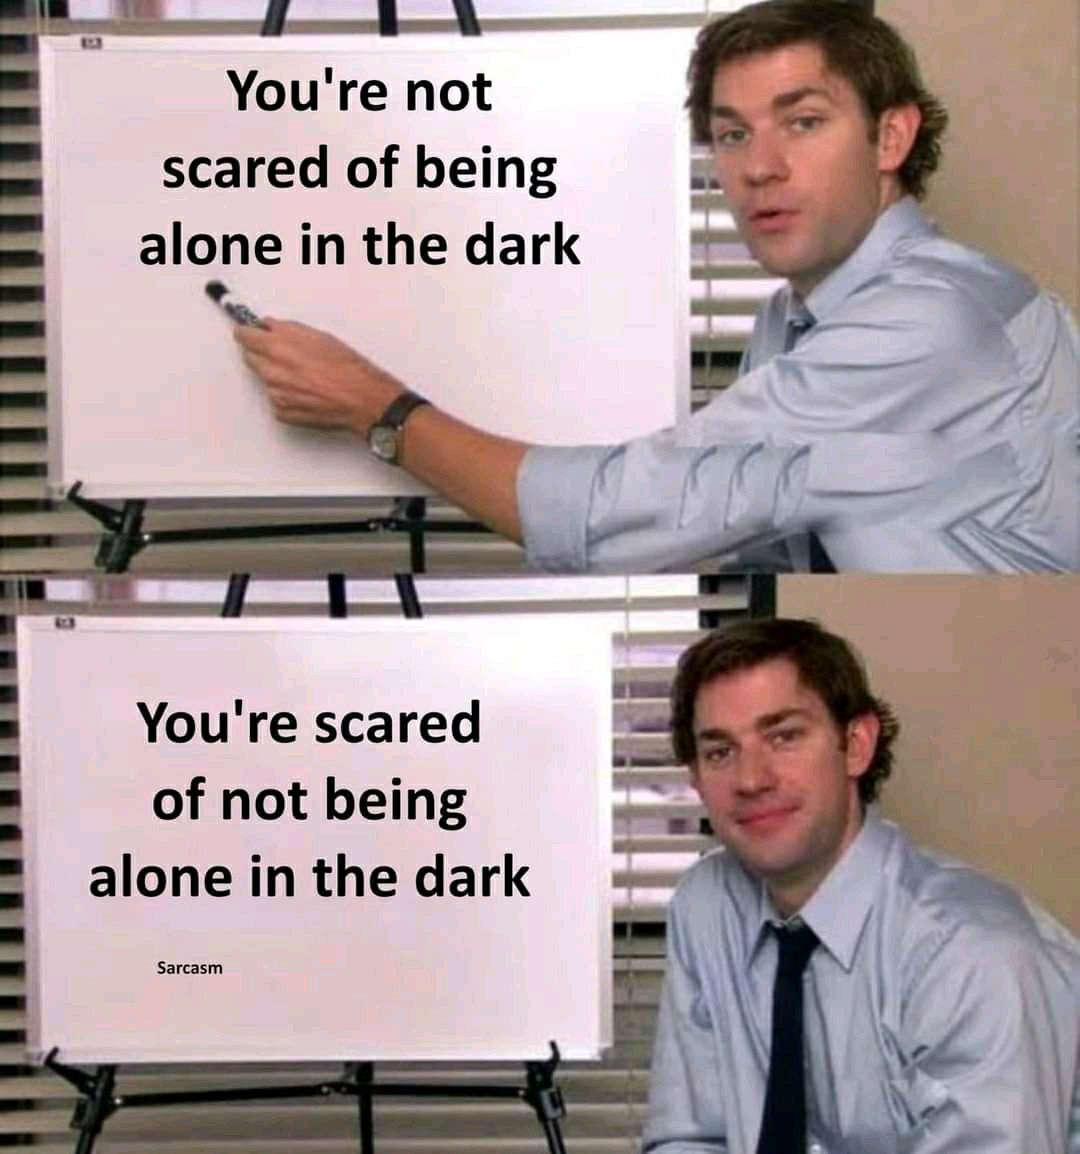 You're not
scared of being
alone in the dark
You're scared
of not being
alone in the dark
Sarcasm